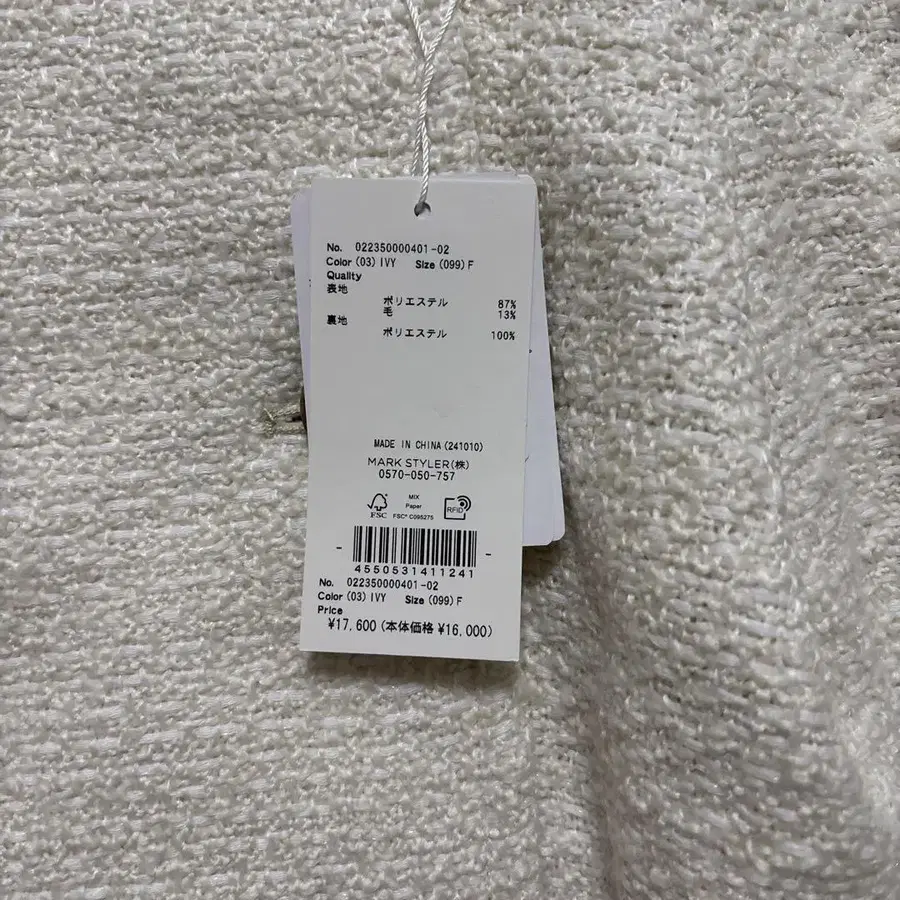 No. 022350000401-02
Color (03) IVY Size (099) F
Quality
表地
ポリエステル 87%
毛 13%
裏地
ポリエステル 100%
MADE IN CHINA (241010)
MARK STYLER(株)
0570-050-757
FSC
MIX
Paper
FSC® C095275
RFID
4550531411241
No. 022350000401-02
Color (03) IVY Size (099) F
Price
¥17,600 (本体価格 ¥16,000)